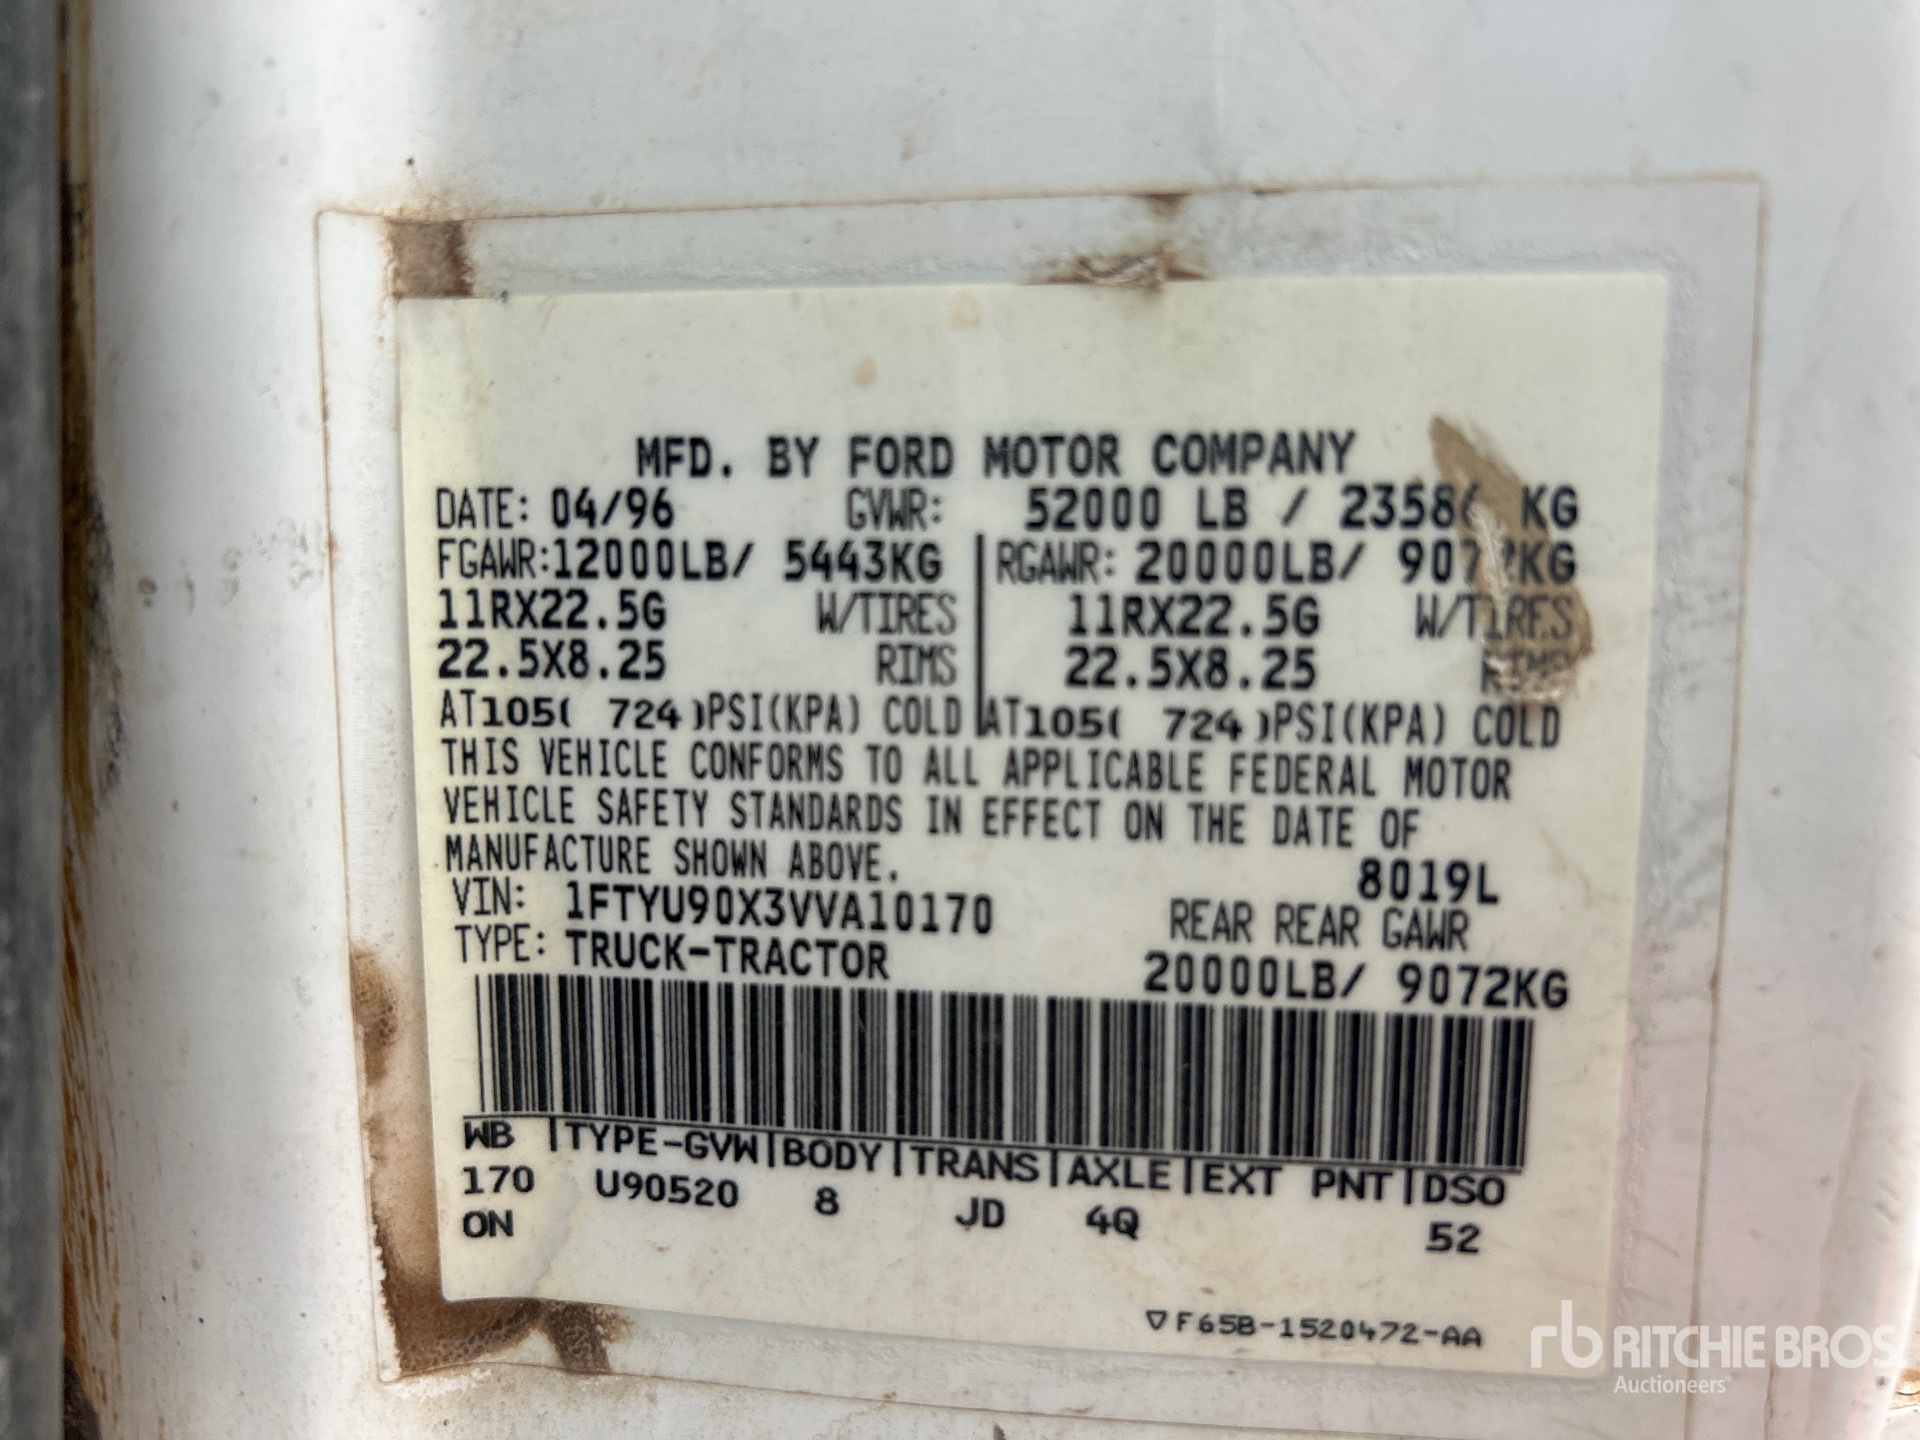 MFD. BY FORD MOTOR COMPANY
DATE: 04/96 GVWR: 52000 LB / 23586 KG
FGAWR:12000LB/ 5443KG RGAWR: 20000LB/ 9072KG
11RX22.5G W/TIRES 11RX22.5G W/TIRES
22.5X8.25 RIMS 22.5X8.25 RIMS
AT105( 724)PSI(KPA) COLD AT105( 724)PSI(KPA) COLD
THIS VEHICLE CONFORMS TO ALL APPLICABLE FEDERAL MOTOR
VEHICLE SAFETY STANDARDS IN EFFECT ON THE DATE OF
MANUFACTURE SHOWN ABOVE. 8019L
VIN: 1FTYU90X3VVA10170 REAR REAR GAWR
TYPE: TRUCK-TRACTOR 20000LB/ 9072KG
WB |TYPE-GVW|BODY|TRANS|AXLE|EXT PNT|DSO
170 U90520 8 JD 4Q 52
ON
F65B-1520472-AA
rb RITCHIE BROS
Auctioneers